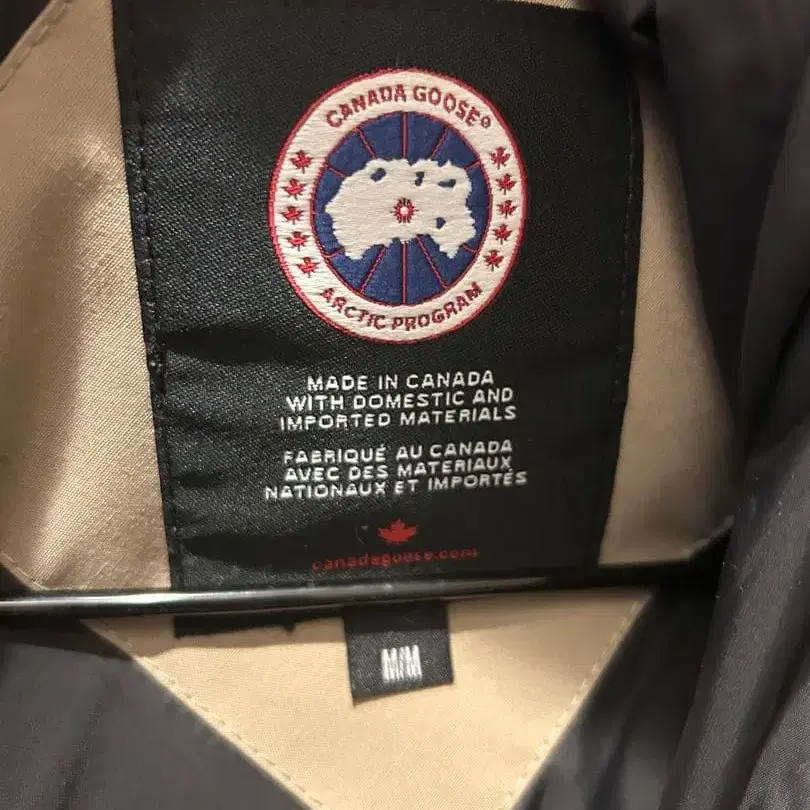 CANADA GOOSE®
ARCTIC PROGRAM
MADE IN CANADA
WITH DOMESTIC AND
IMPORTED MATERIALS
FABRIQUÉ AU CANADA
AVEC DES MATERIAUX
NATIONAUX ET IMPORTÉS
canadagoose.com
M/M